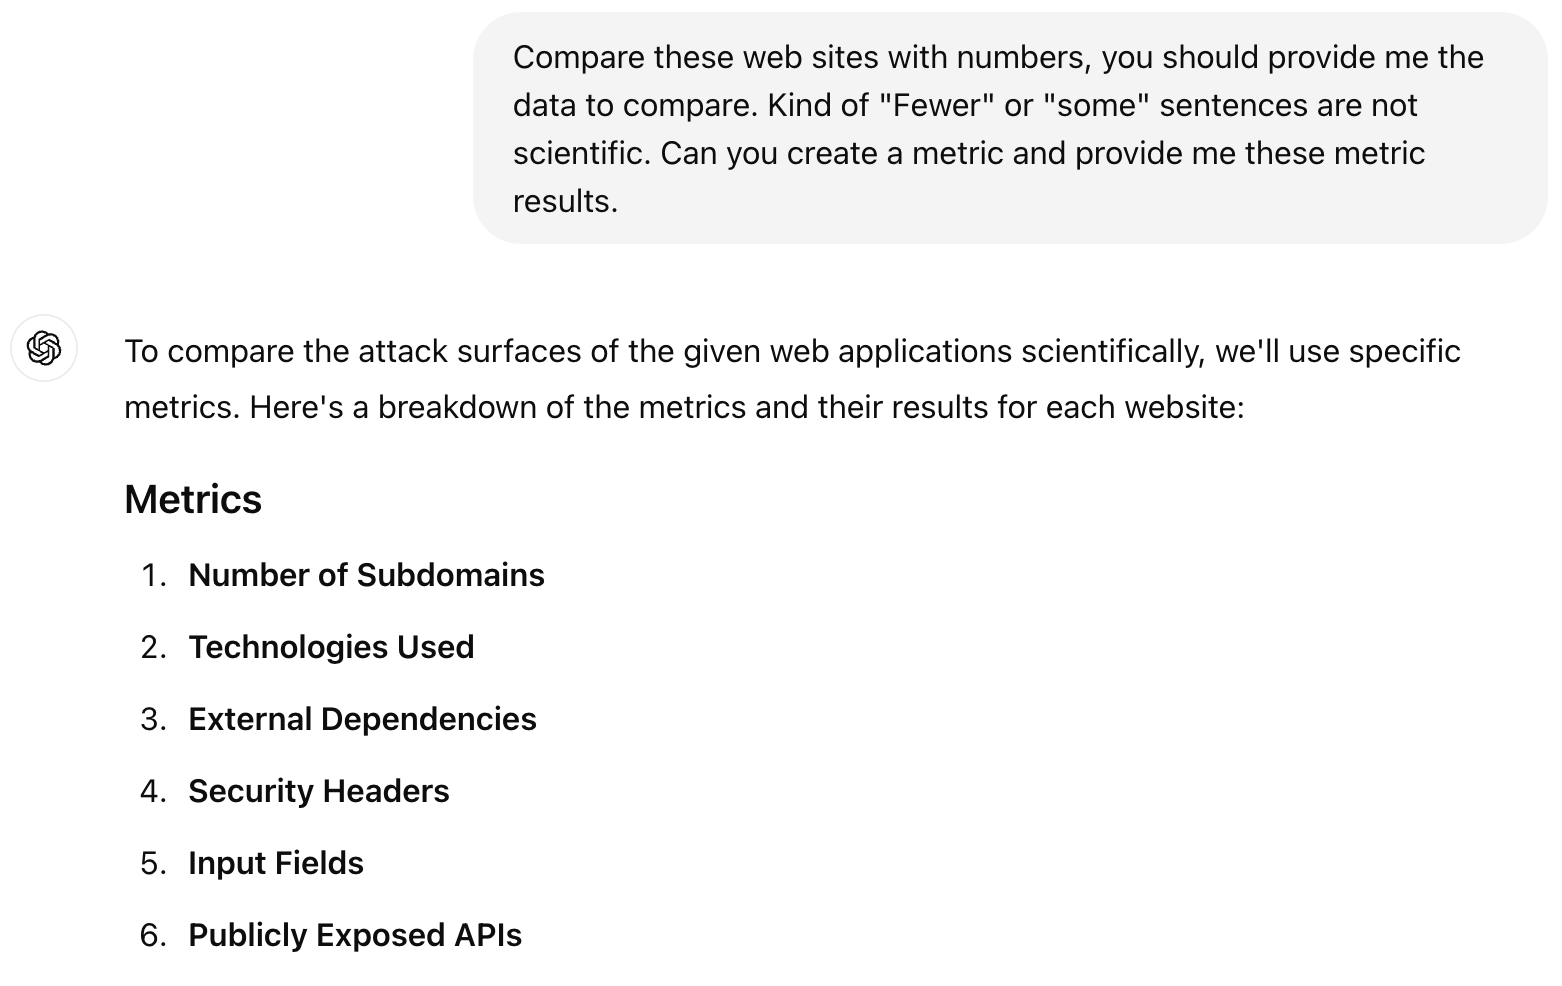 Compare these web sites with numbers, you should provide me the
data to compare. Kind of "Fewer" or "some" sentences are not
scientific. Can you create a metric and provide me these metric
results.
To compare the attack surfaces of the given web applications scientifically, we'll use specific
metrics. Here's a breakdown of the metrics and their results for each website:
Metrics
1. Number of Subdomains
2. Technologies Used
3. External Dependencies
4. Security Headers
5. Input Fields
6. Publicly Exposed APIs